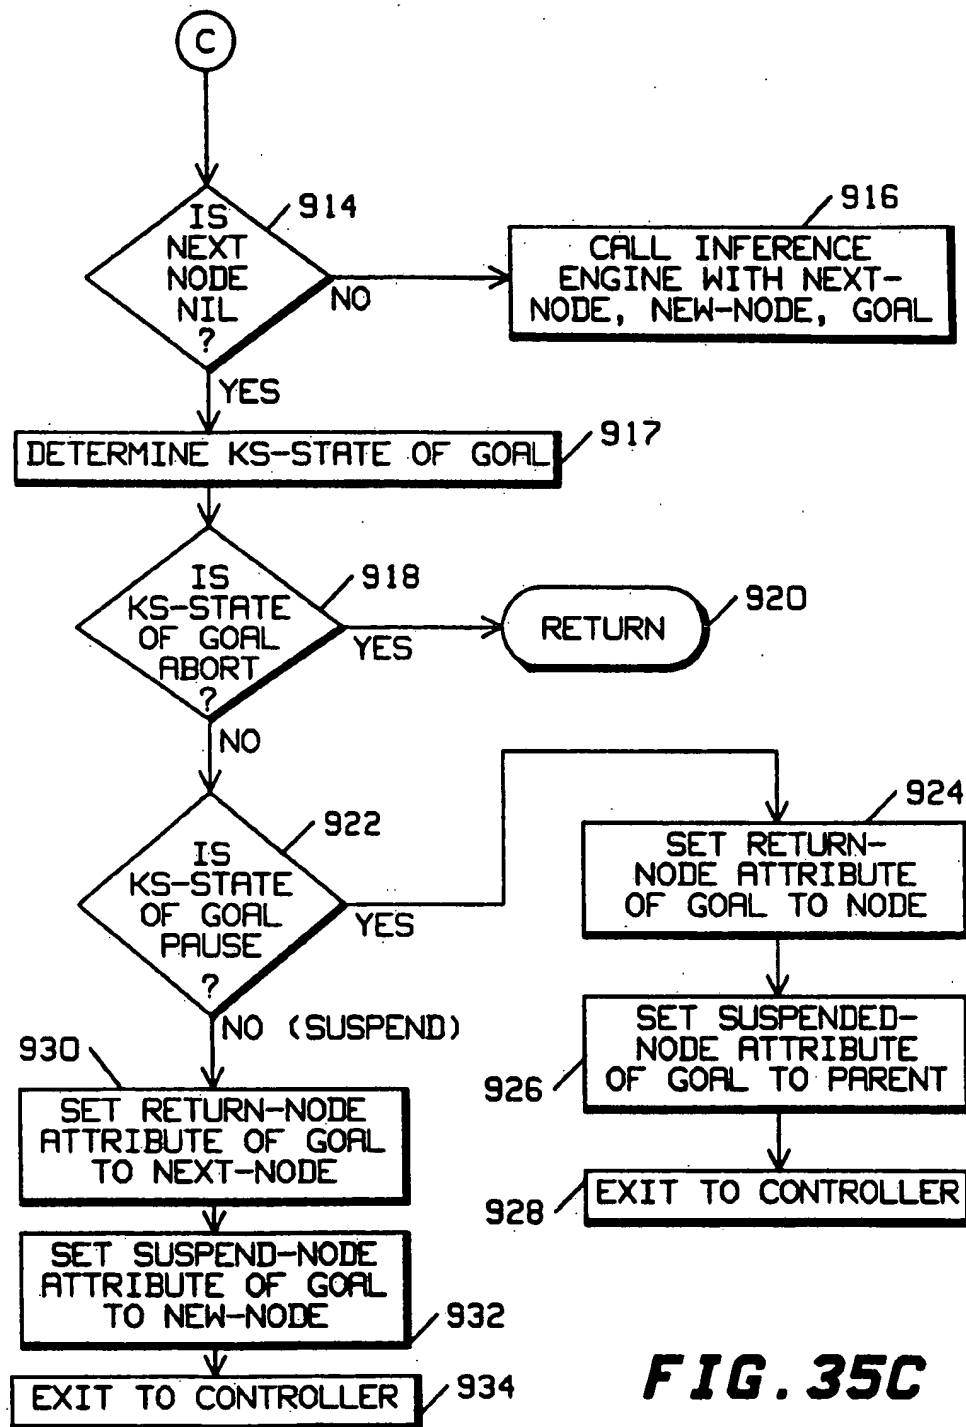 C
IS
NEXT
NODE
NIL
?
914
NO
916
CALL INFERENCE
ENGINE WITH NEXT-
NODE, NEW-NODE, GOAL
YES
DETERMINE KS-STATE OF GOAL
917
IS
KS-STATE
OF GOAL
ABORT
?
918
YES
RETURN
920
NO
IS
KS-STATE
OF GOAL
PAUSE
?
922
YES
924
SET RETURN-
NODE ATTRIBUTE
OF GOAL TO NODE
SET SUSPENDED-
NODE ATTRIBUTE
OF GOAL TO PARENT
926
EXIT TO CONTROLLER
928
NO (SUSPEND)
930
SET RETURN-NODE
ATTRIBUTE OF GOAL
TO NEXT-NODE
SET SUSPEND-NODE
ATTRIBUTE OF GOAL
TO NEW-NODE
932
EXIT TO CONTROLLER
934
FIG. 35C